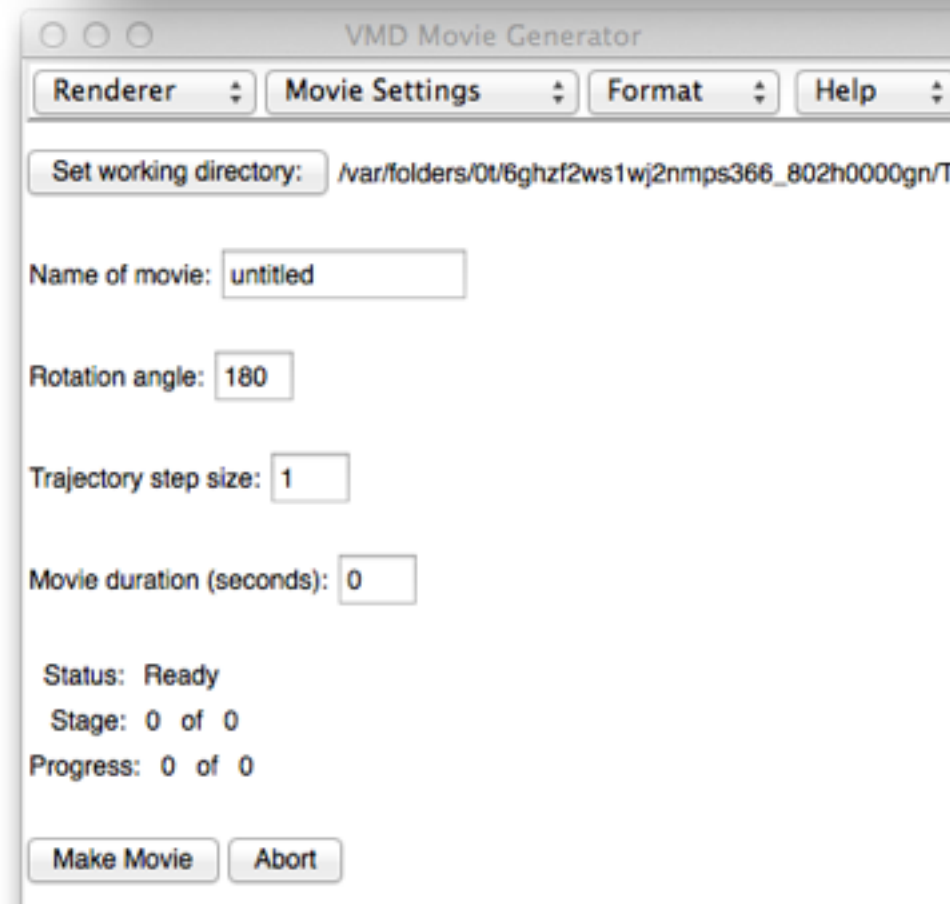 VMD Movie Generator
Renderer Movie Settings Format Help
Set working directory: /var/folders/0t/6ghzf2ws1wj2nmps366_802h0000gn/T
Name of movie: untitled
Rotation angle: 180
Trajectory step size: 1
Movie duration (seconds): 0
Status: Ready
Stage: 0 of 0
Progress: 0 of 0
Make Movie Abort